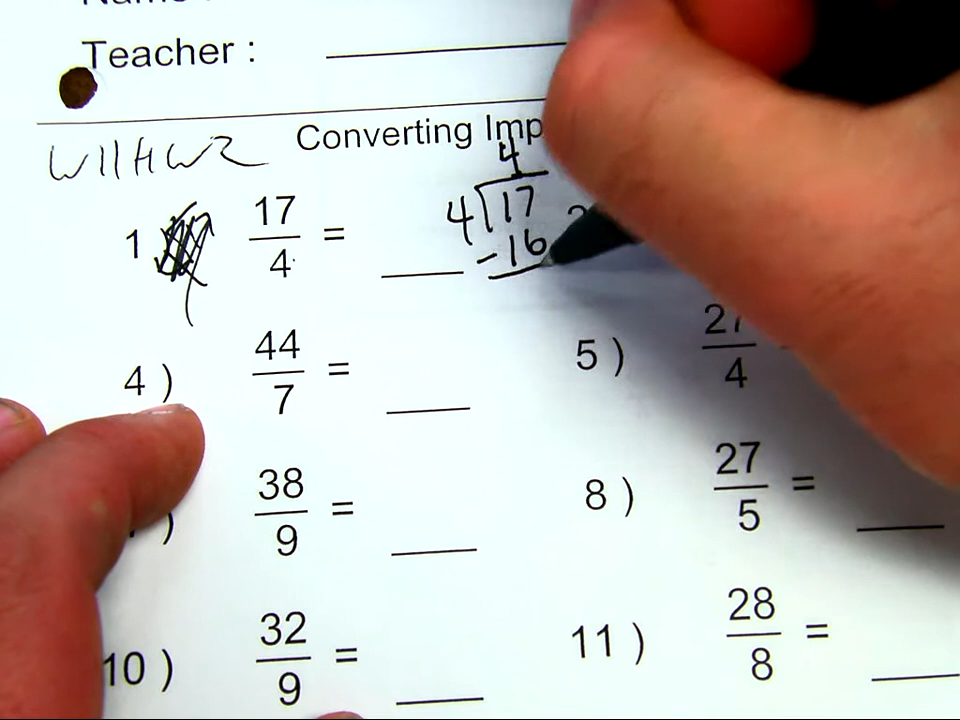 Teacher :
Converting Imp
W11HW2
4
1 17/4 = 4 17
- 16
4 ) 44/7 =
5 ) 27/4
38/9 =
8 ) 27/5 =
10 ) 32/9 =
11 ) 28/8 =